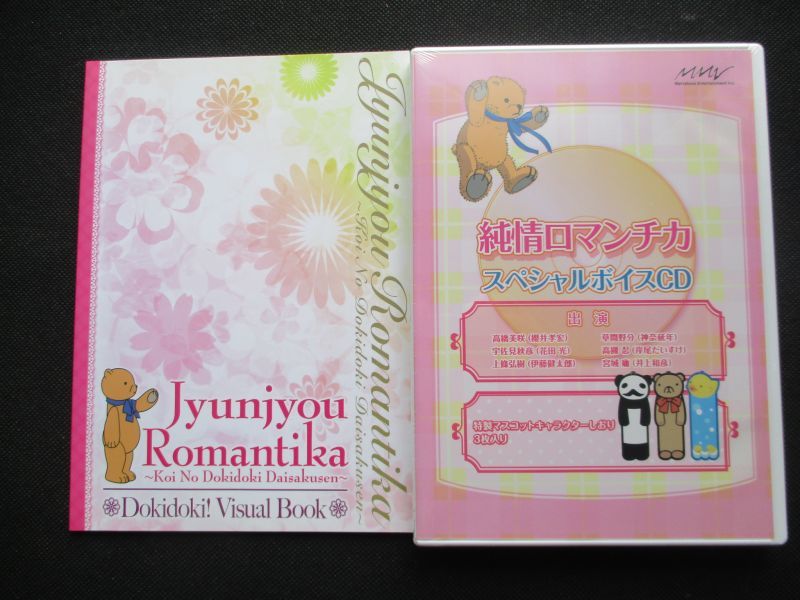 Jyunjyou Romantika
~Koi No Dokidoki Daisakusen~
Jyunjyou
Romantika
~Koi No Dokidoki Daisakusen~
Dokidoki! Visual Book
MMV
Marvelous Entertainment Inc.
純情ロマンチカ
スペシャルボイスCD
出演
高橋美咲(櫻井孝宏)
宇佐見秋彦(花田 光)
上條弘樹(伊藤健太郎)
草間野分(神奈延年)
高槻 忍(岸尾だいすけ)
宮城 庸(井上和彦)
特製マスコットキャラクターしおり
3枚入り